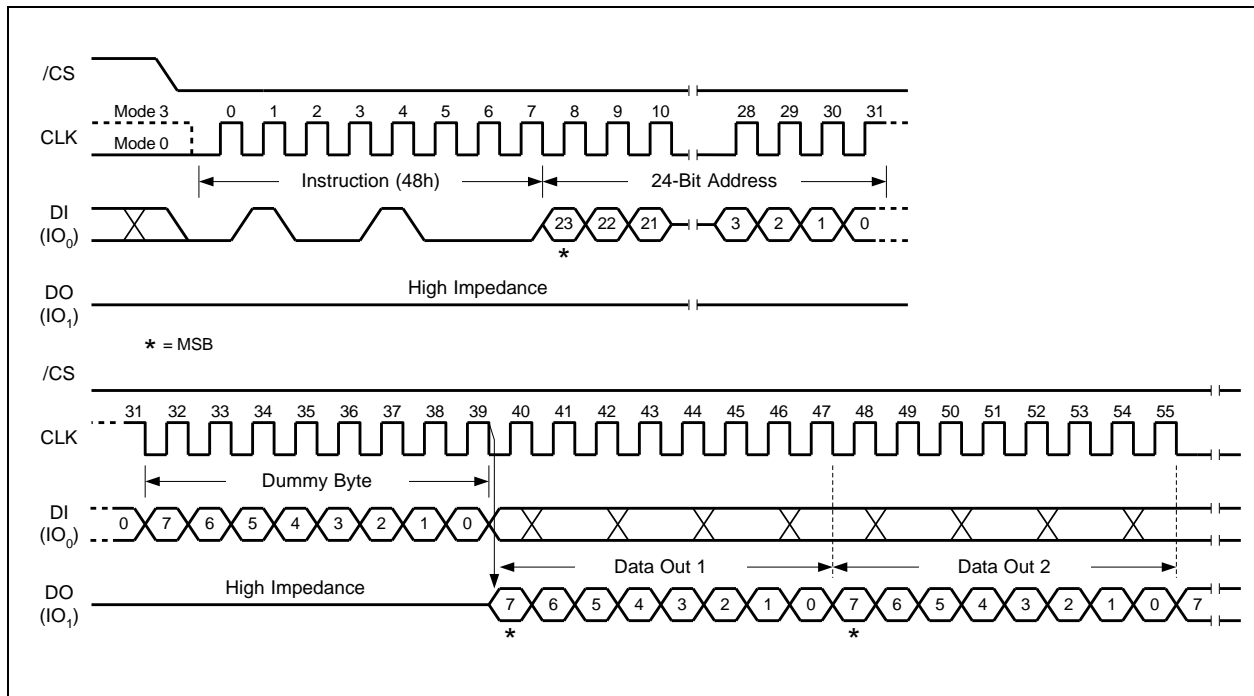 /CS
Mode 3
0 1 2 3 4 5 6 7 8 9 10 28 29 30 31
CLK
Mode 0
Instruction (48h)
24-Bit Address
DI
(IO0)
23 22 21 3 2 1 0
*
High Impedance
DO
(IO1)
* = MSB
/CS
31 32 33 34 35 36 37 38 39 40 41 42 43 44 45 46 47 48 49 50 51 52 53 54 55
CLK
Dummy Byte
DI
(IO0)
0 7 6 5 4 3 2 1 0
Data Out 1
Data Out 2
High Impedance
DO
(IO1)
7 6 5 4 3 2 1 0 7 6 5 4 3 2 1 0 7
* *